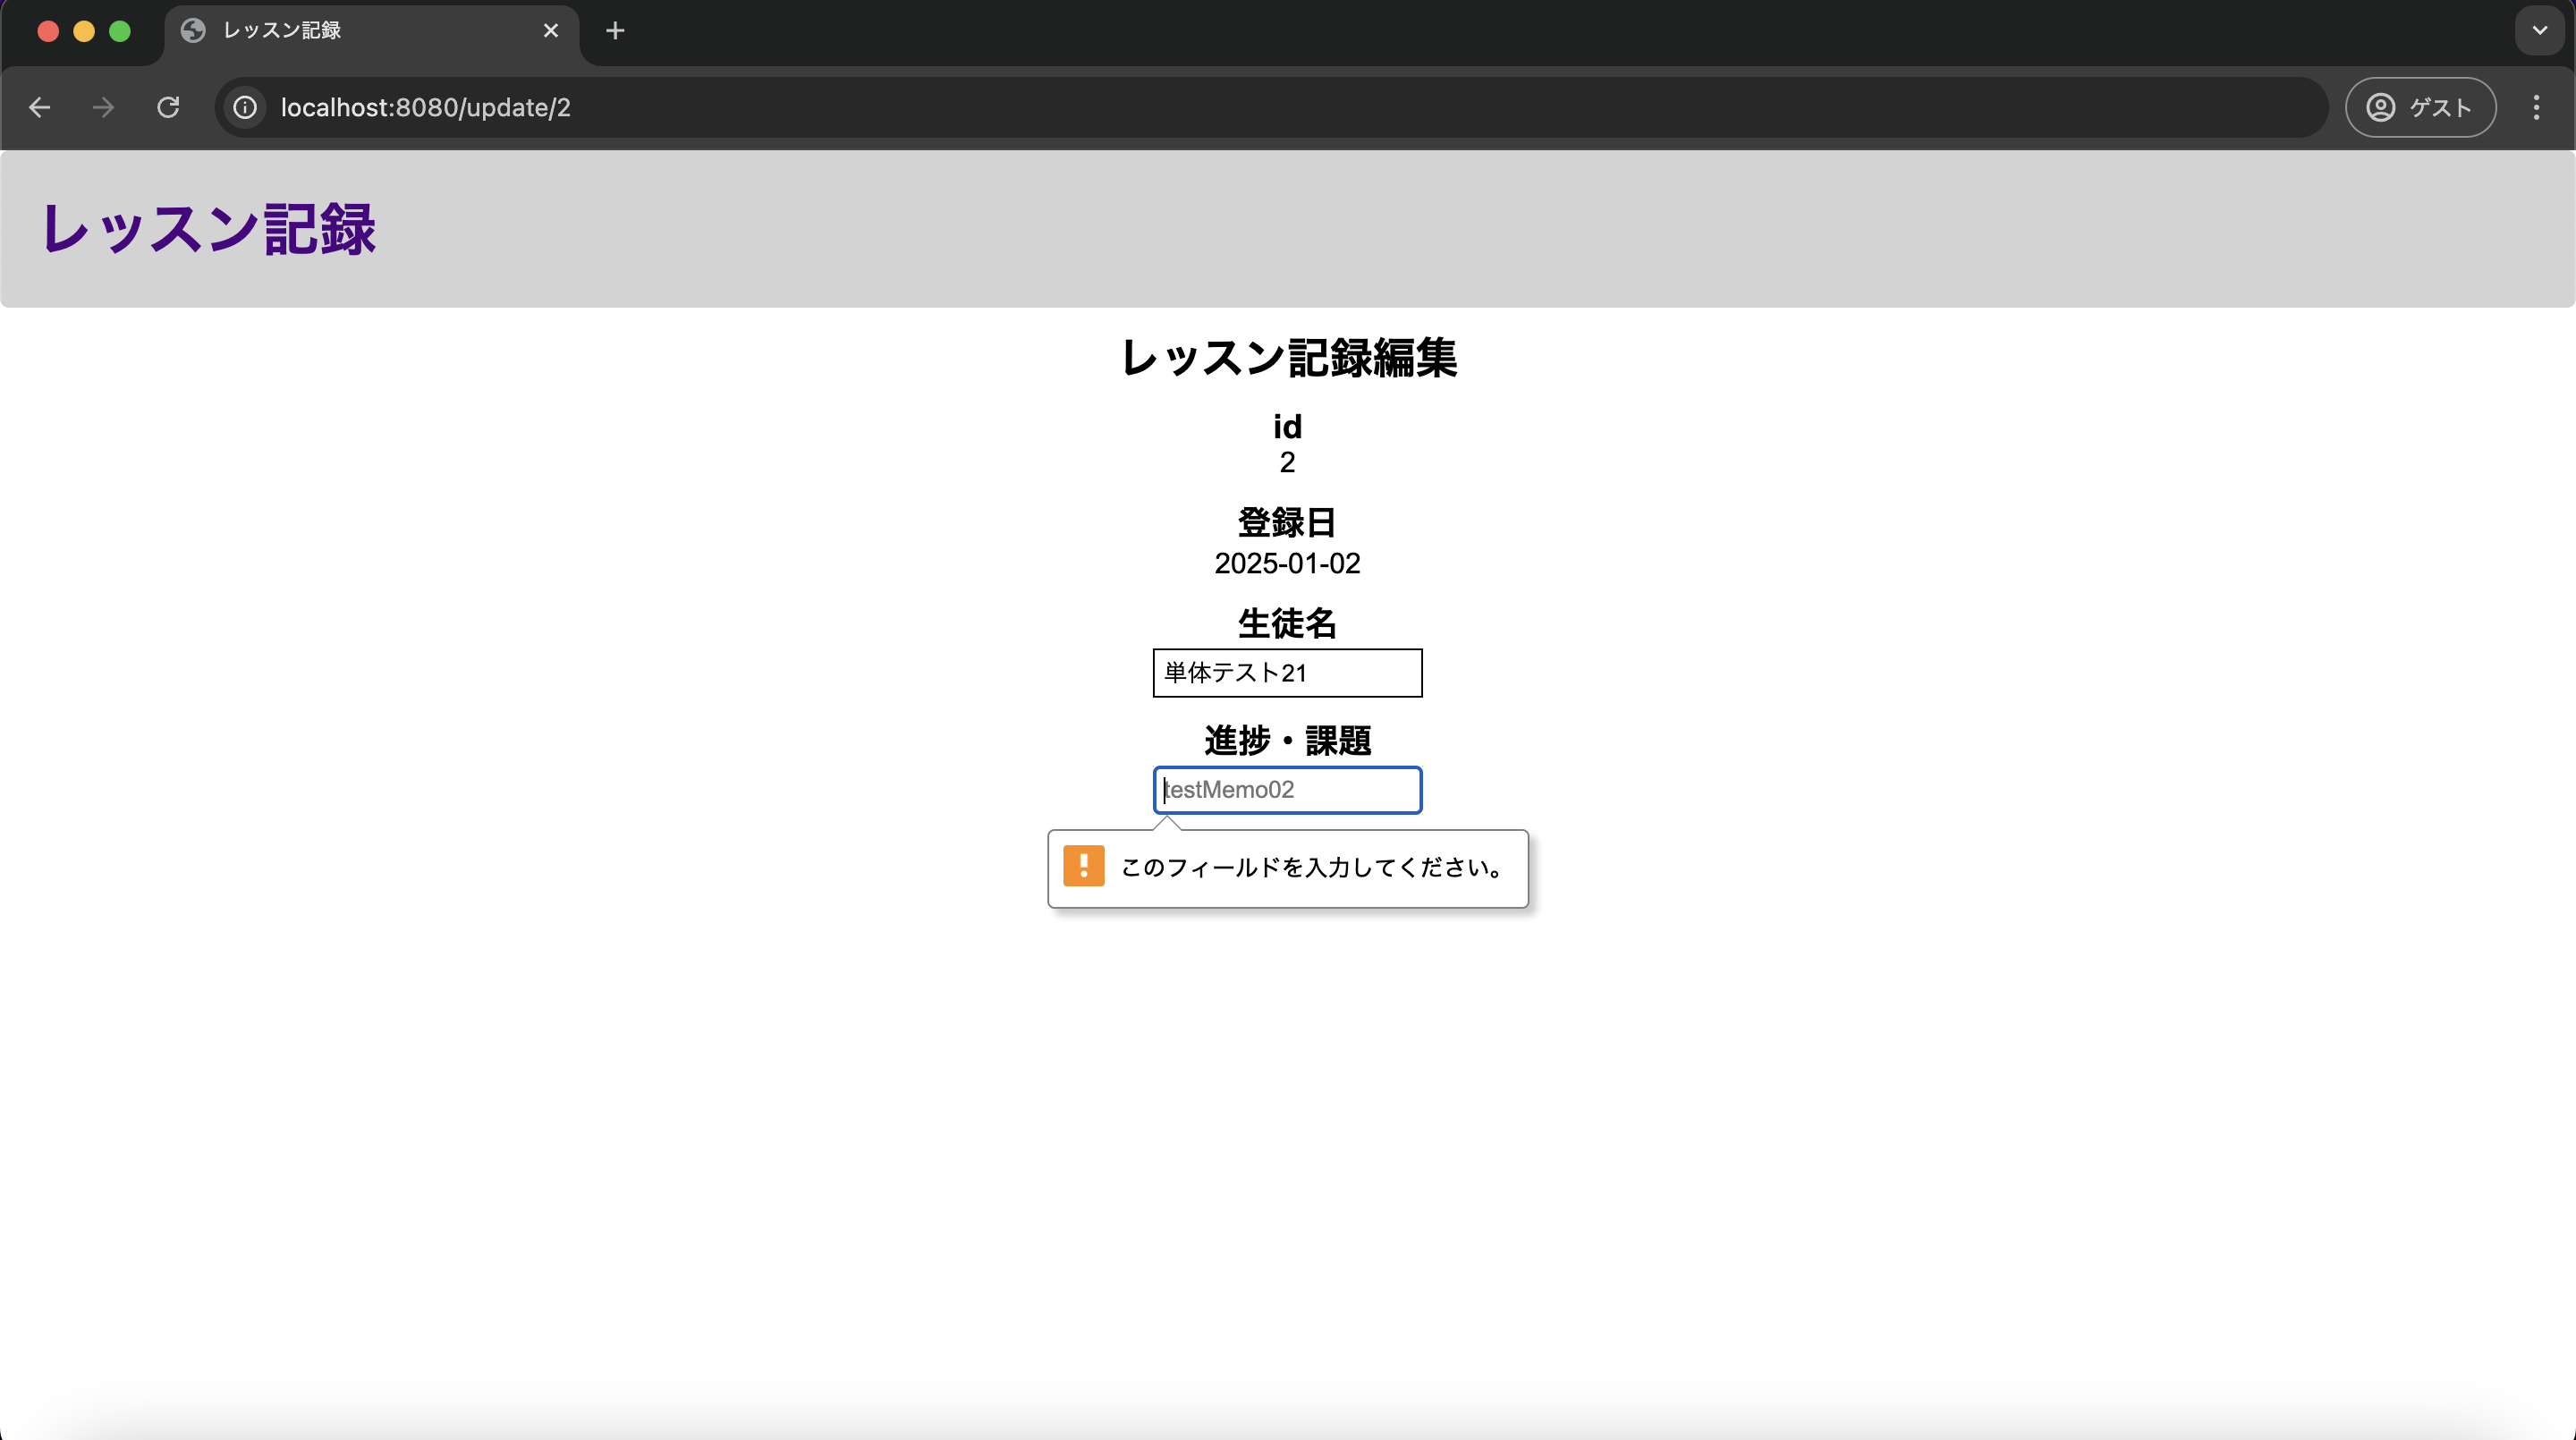 レッスン記録
localhost:8080/update/2
ゲスト
レッスン記録
レッスン記録編集
id
2
登録日
2025-01-02
生徒名
単体テスト21
進捗・課題
testMemo02
このフィールドを入力してください。